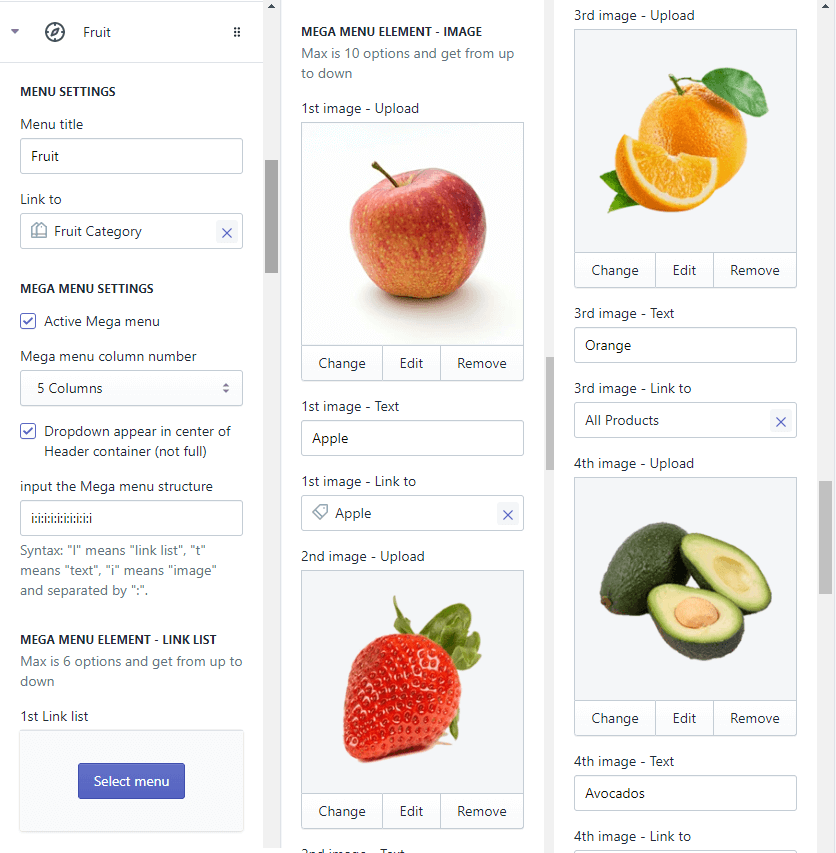 Fruit
MENU SETTINGS
Menu title
Fruit
Link to
Fruit Category
MEGA MENU SETTINGS
Active Mega menu
Mega menu column number
5 Columns
Dropdown appear in center of
Header container (not full)
input the Mega menu structure
Syntax: "l" means "link list", "t"
means "text", "i" means "image"
and separated by ":".
MEGA MENU ELEMENT - LINK LIST
Max is 6 options and get from up to
down
1st Link list
Select menu
MEGA MENU ELEMENT - IMAGE
Max is 10 options and get from up
to down
1st image - Upload
Change Edit Remove
1st image - Text
Apple
1st image - Link to
Apple
2nd image - Upload
Change Edit Remove
2nd image - Text
3rd image - Upload
Change Edit Remove
3rd image - Text
Orange
3rd image - Link to
All Products
4th image - Upload
Change Edit Remove
4th image - Text
Avocados
4th image - Link to